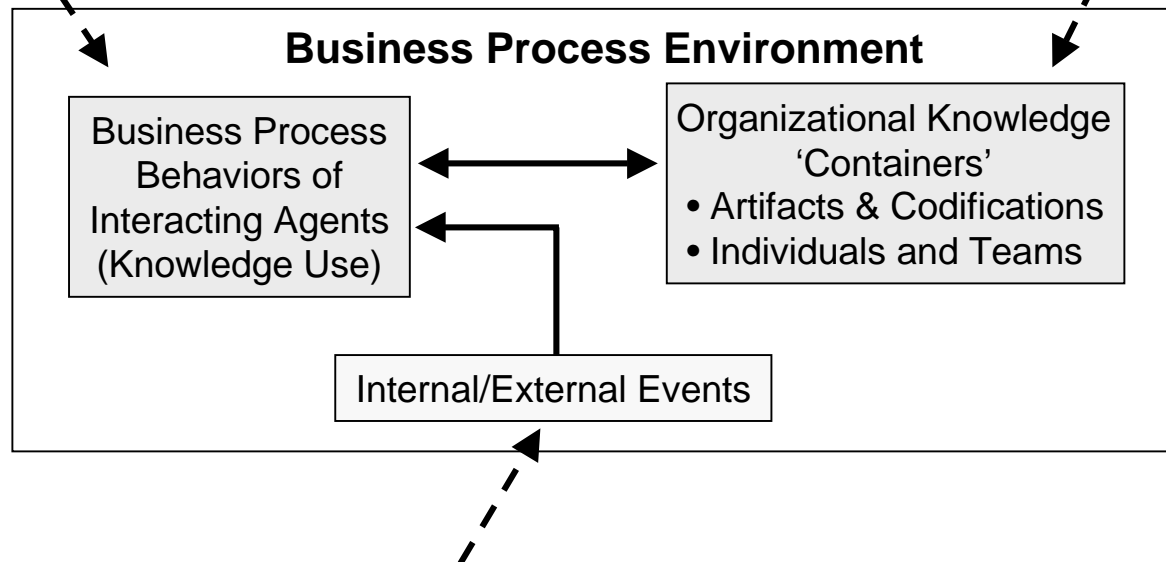 Business Process Environment
Business Process
Behaviors of
Interacting Agents
(Knowledge Use)
Organizational Knowledge
‘Containers’
• Artifacts & Codifications
• Individuals and Teams
Internal/External Events